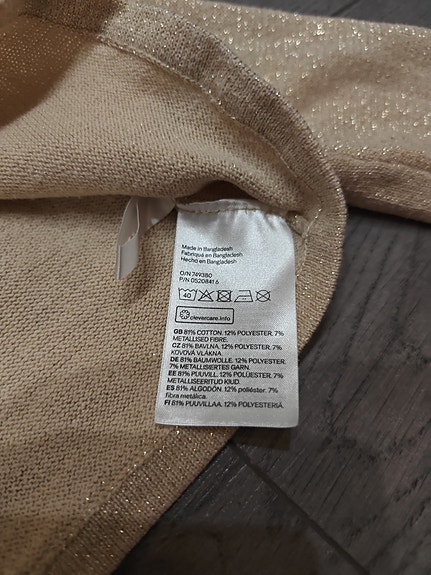 Made in Bangladesh
Fabriqué en Bangladesh
Hecho en Bangladesh
O/N 749380
P/N 0520841 6
40
clevercare.info
GB 81% COTTON. 12% POLYESTER. 7%
METALLISED FIBRE.
CZ 81% BAVLNA. 12% POLYESTER. 7%
KOVOVÁ VLÁKNA.
DE 81% BAUMWOLLE. 12% POLYESTER.
7% METALLISIERTES GARN.
EE 81% PUUVILL. 12% POLÜESTER. 7%
METALLISEERITUD KIUD.
ES 81% ALGODÓN. 12% poliéster. 7%
fibra metálica.
FI 81% PUUVILLAA. 12% POLYESTERIÄ.